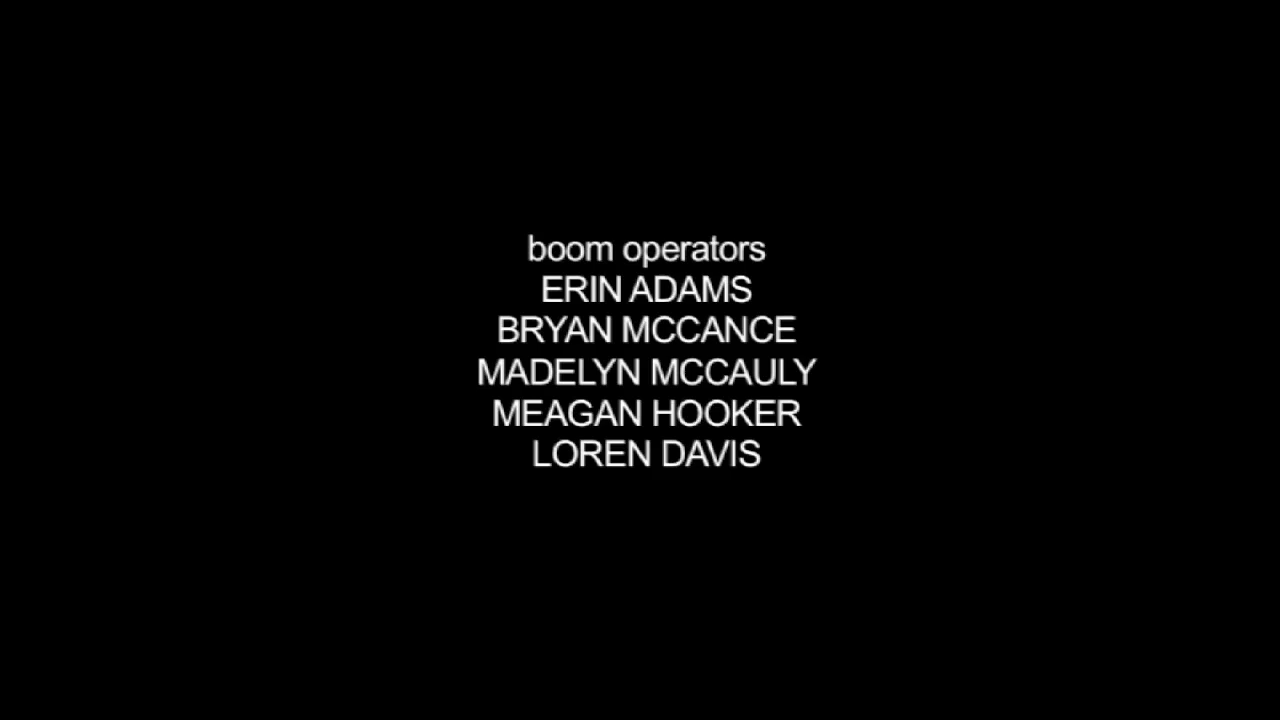 boom operators
ERIN ADAMS
BRYAN MCCANCE
MADELYN MCCAULY
MEAGAN HOOKER
LOREN DAVIS